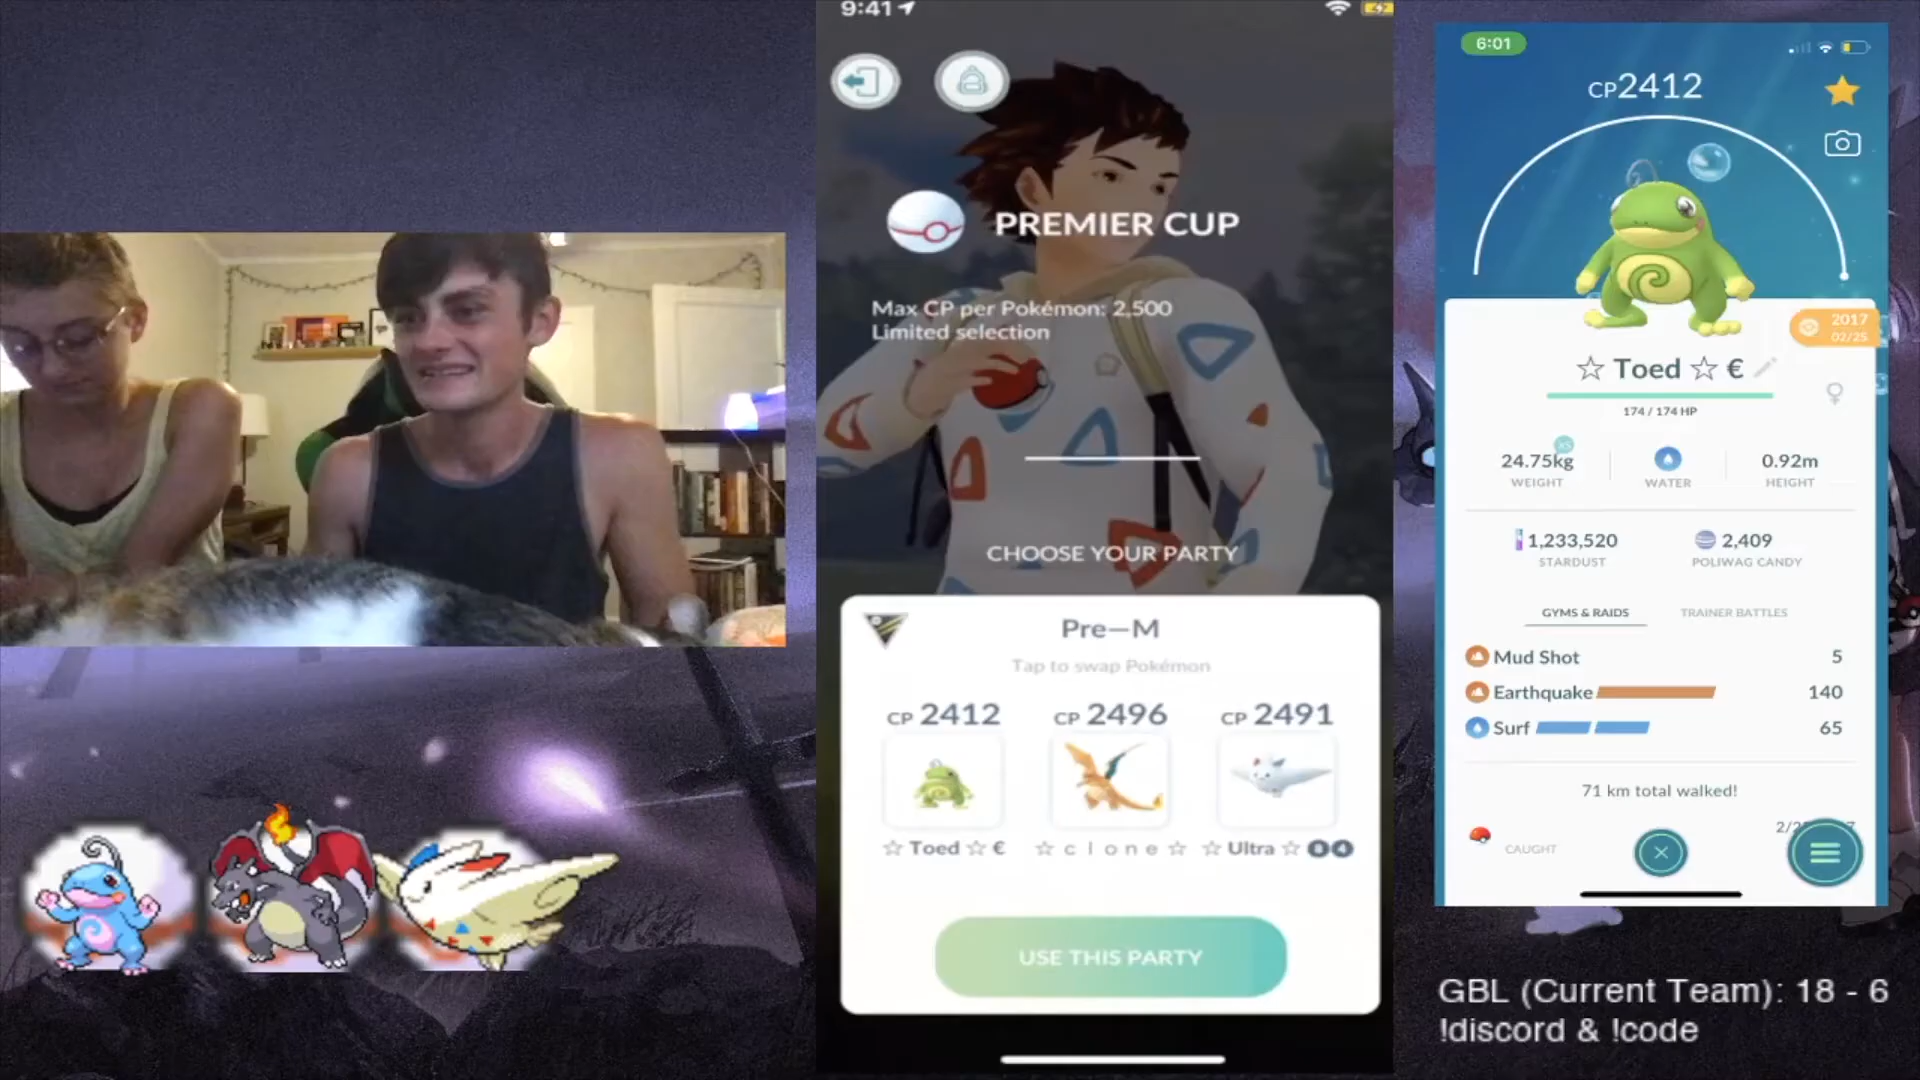 9:41
PREMIER CUP
Max CP per Pokémon: 2,500
Limited selection
CHOOSE YOUR PARTY
Pre—M
Tap to swap Pokémon
CP 2412 CP 2496 CP 2491
☆ Toed ☆ € ☆ c l o n e ☆ ☆ Ultra ☆
USE THIS PARTY
6:01
CP2412
2017
02/25
☆ Toed ☆ €
174 / 174 HP
XS
24.75kg 0.92m
WEIGHT WATER HEIGHT
1,233,520 2,409
STARDUST POLIWAG CANDY
GYMS & RAIDS TRAINER BATTLES
Mud Shot 5
Earthquake 140
Surf 65
71 km total walked!
CAUGHT
GBL (Current Team): 18 - 6
!discord & !code